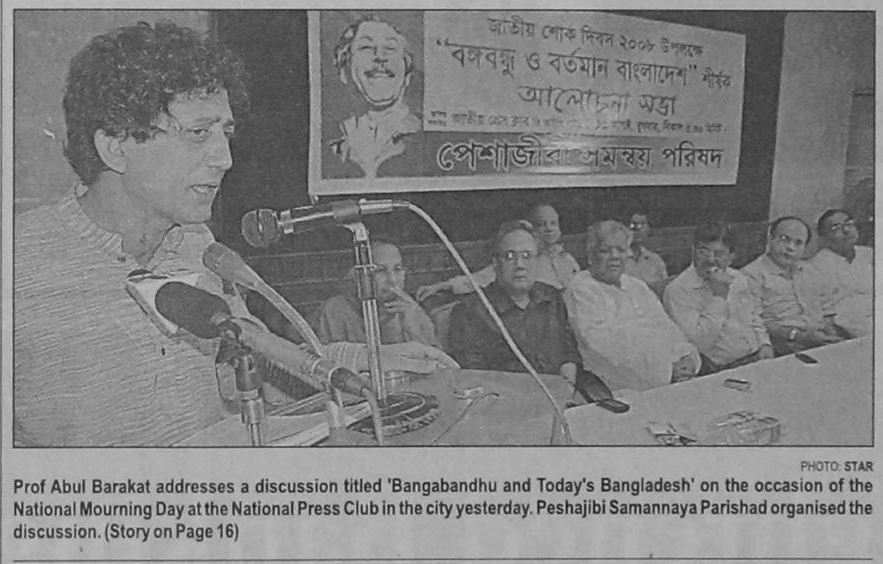 জাতীয় শোক দিবস ২০০৮ উপলক্ষে
“বঙ্গবন্ধু ও বর্তমান বাংলাদেশ” শীর্ষক
আলোচনা সভা
জাতীয় প্রেস ক্লাব
পেশাজীবী সমন্বয় পরিষদ
PHOTO: STAR
Prof Abul Barakat addresses a discussion titled 'Bangabandhu and Today's Bangladesh' on the occasion of the
National Mourning Day at the National Press Club in the city yesterday. Peshajibi Samannaya Parishad organised the
discussion. (Story on Page 16)